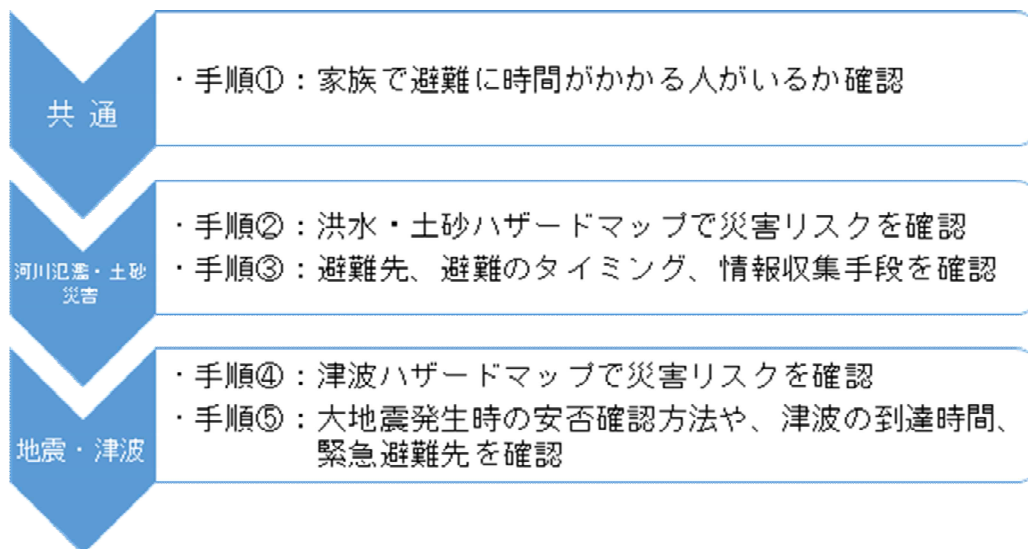 共通
・手順①：家族で避難に時間がかかる人がいるか確認
河川氾濫・土砂
災害
・手順②：洪水・土砂ハザードマップで災害リスクを確認
・手順③：避難先、避難のタイミング、情報収集手段を確認
地震・津波
・手順④：津波ハザードマップで災害リスクを確認
・手順⑤：大地震発生時の安否確認方法や、津波の到達時間、
緊急避難先を確認